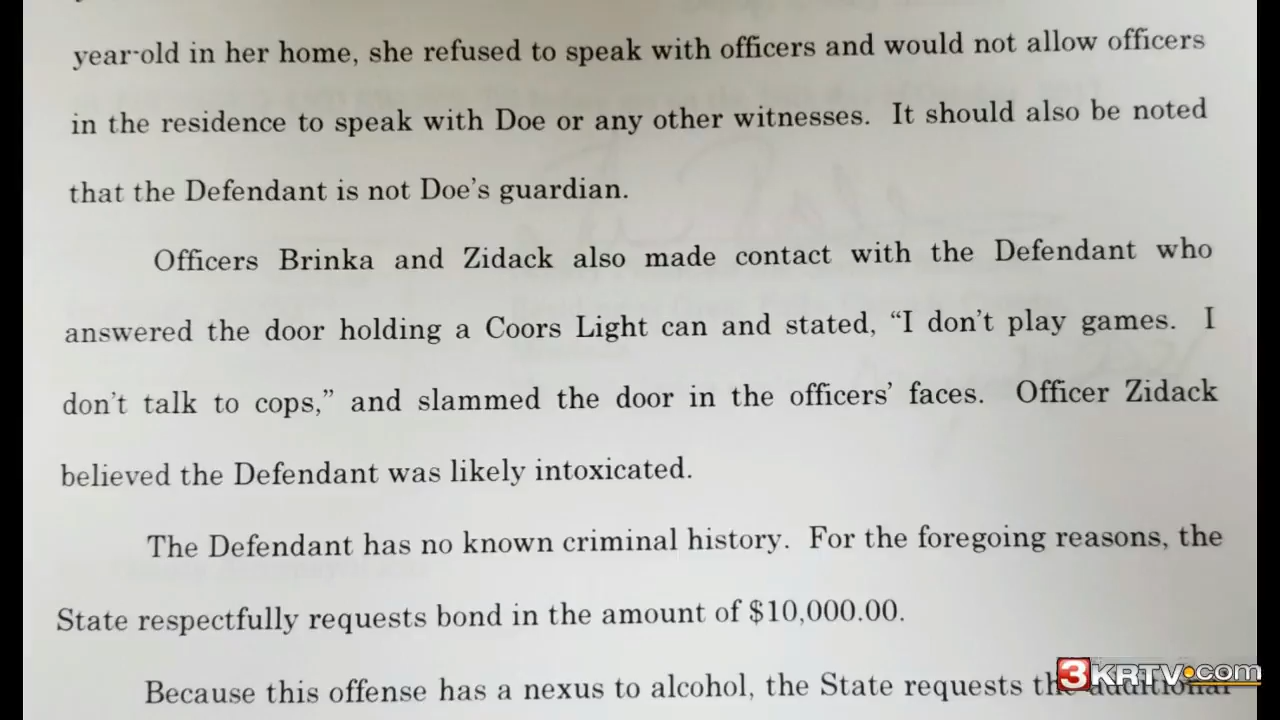 year-old in her home, she refused to speak with officers and would not allow officers
in the residence to speak with Doe or any other witnesses. It should also be noted
that the Defendant is not Doe's guardian.
Officers Brinka and Zidack also made contact with the Defendant who
answered the door holding a Coors Light can and stated, “I don't play games. I
don't talk to cops,” and slammed the door in the officers' faces. Officer Zidack
believed the Defendant was likely intoxicated.
The Defendant has no known criminal history. For the foregoing reasons, the
State respectfully requests bond in the amount of $10,000.00.
Because this offense has a nexus to alcohol, the State requests the additional
3KRTV.com